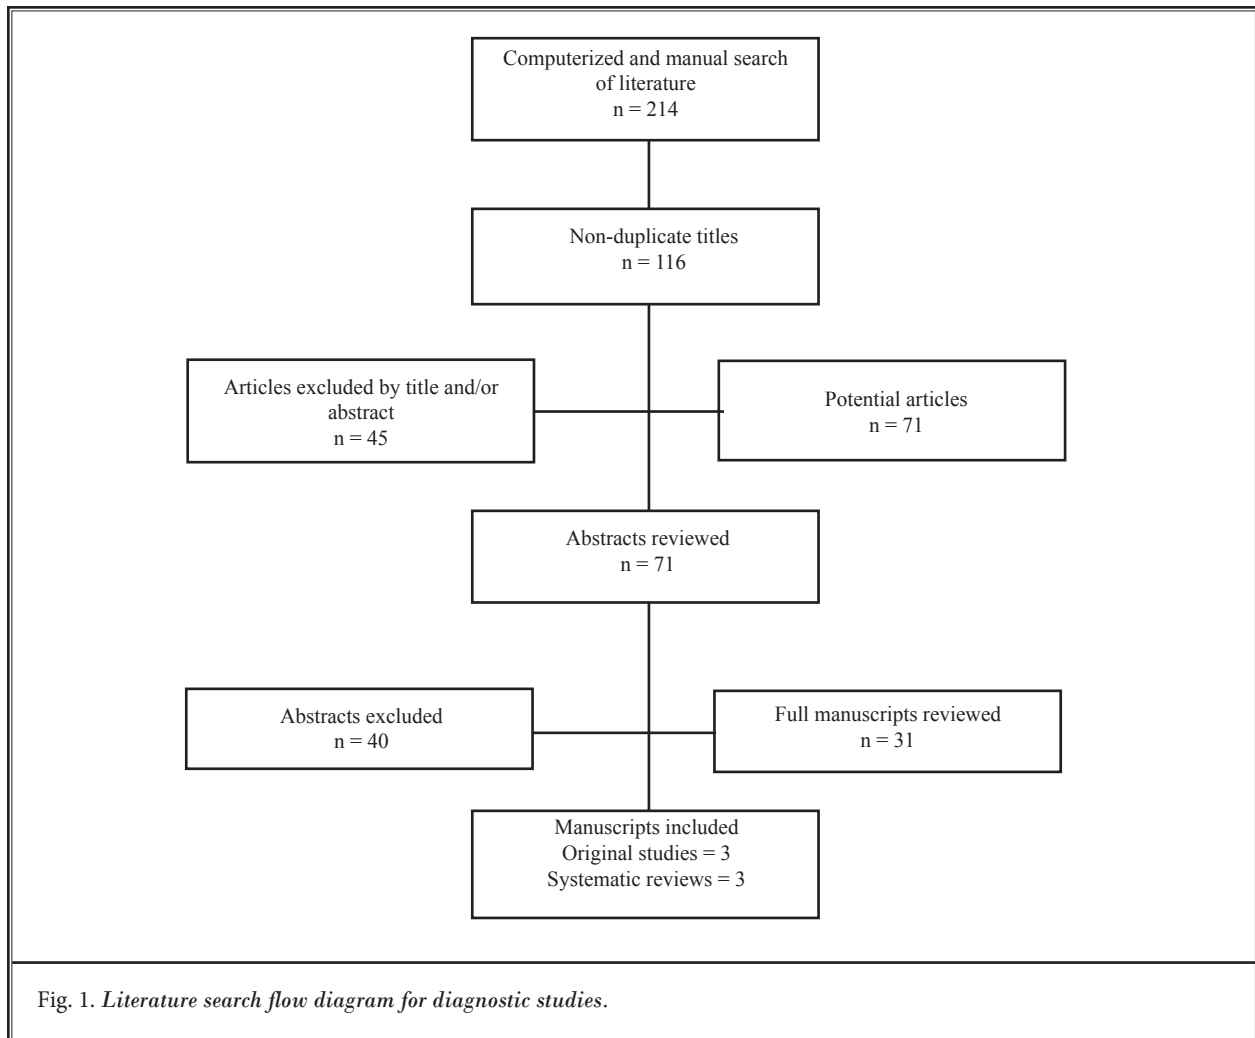 Computerized and manual search
of literature
n = 214
Non-duplicate titles
n = 116
Articles excluded by title and/or
abstract
n = 45
Potential articles
n = 71
Abstracts reviewed
n = 71
Abstracts excluded
n = 40
Full manuscripts reviewed
n = 31
Manuscripts included
Original studies = 3
Systematic reviews = 3
Fig. 1. Literature search flow diagram for diagnostic studies.